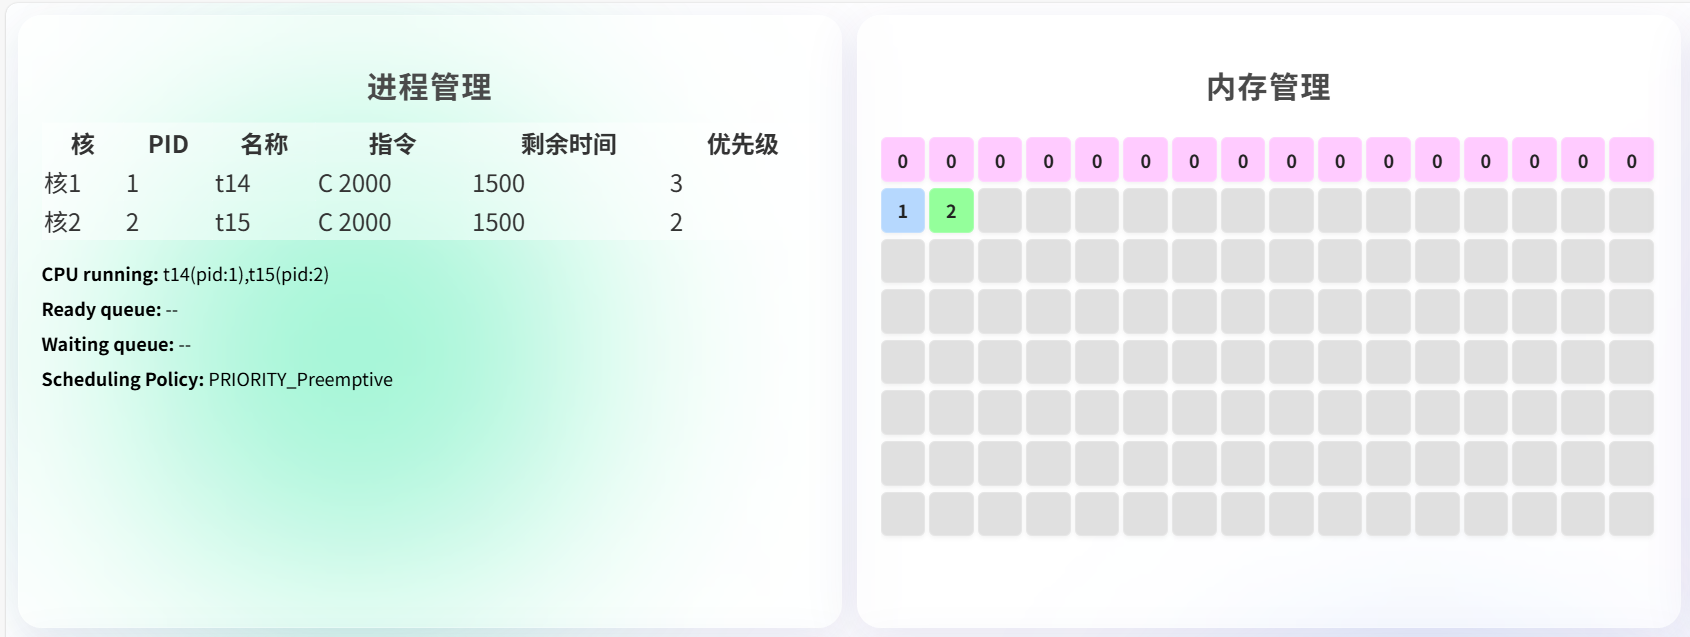 进程管理
核 PID 名称 指令 剩余时间 优先级
核1 1 t14 C 2000 1500 3
核2 2 t15 C 2000 1500 2
CPU running: t14(pid:1),t15(pid:2)
Ready queue: --
Waiting queue: --
Scheduling Policy: PRIORITY_Preemptive
内存管理
0 0 0 0 0 0 0 0 0 0 0 0 0 0 0 0
1 2